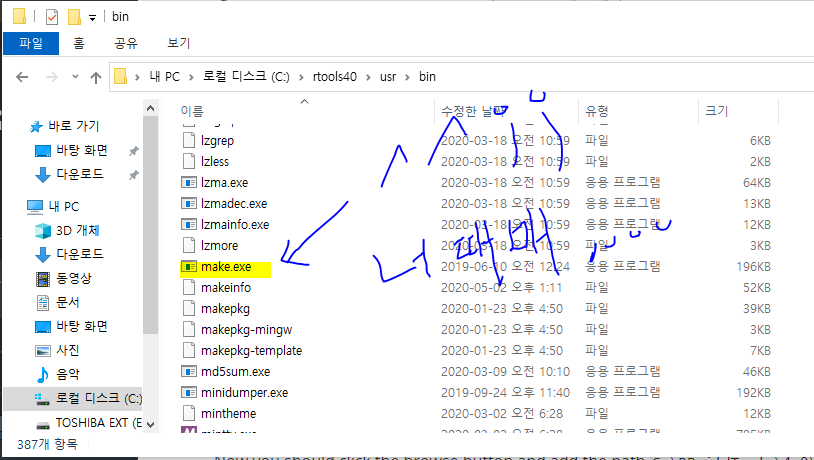 bin
파일 홈 공유 보기
내 PC > 로컬 디스크 (C:) > rtools40 > usr > bin
이름 수정한 날짜 유형 크기
lzgrep 2020-03-18 오전 10:59 파일 6KB
lzless 2020-03-18 오전 10:59 파일 2KB
lzma.exe 2020-03-18 오전 10:59 응용 프로그램 64KB
lzmadec.exe 2020-03-18 오전 10:59 응용 프로그램 13KB
lzmainfo.exe 2020-03-18 오전 10:59 응용 프로그램 12KB
lzmore 2020-03-18 오전 10:59 파일 3KB
make.exe 2019-06-10 오전 12:24 응용 프로그램 196KB
makeinfo 2020-05-02 오후 1:11 파일 52KB
makepkg 2020-01-23 오후 4:50 파일 39KB
makepkg-mingw 2020-01-23 오후 4:50 파일 3KB
makepkg-template 2020-01-23 오후 4:50 파일 7KB
md5sum.exe 2020-03-09 오전 10:10 응용 프로그램 46KB
minidumper.exe 2019-09-24 오후 11:40 응용 프로그램 192KB
mintheme 2020-03-02 오전 6:28 파일 12KB
바로 가기
바탕 화면
다운로드
내 PC
3D 개체
다운로드
동영상
문서
바탕 화면
사진
음악
로컬 디스크 (C:)
TOSHIBA EXT (E
387개 항목